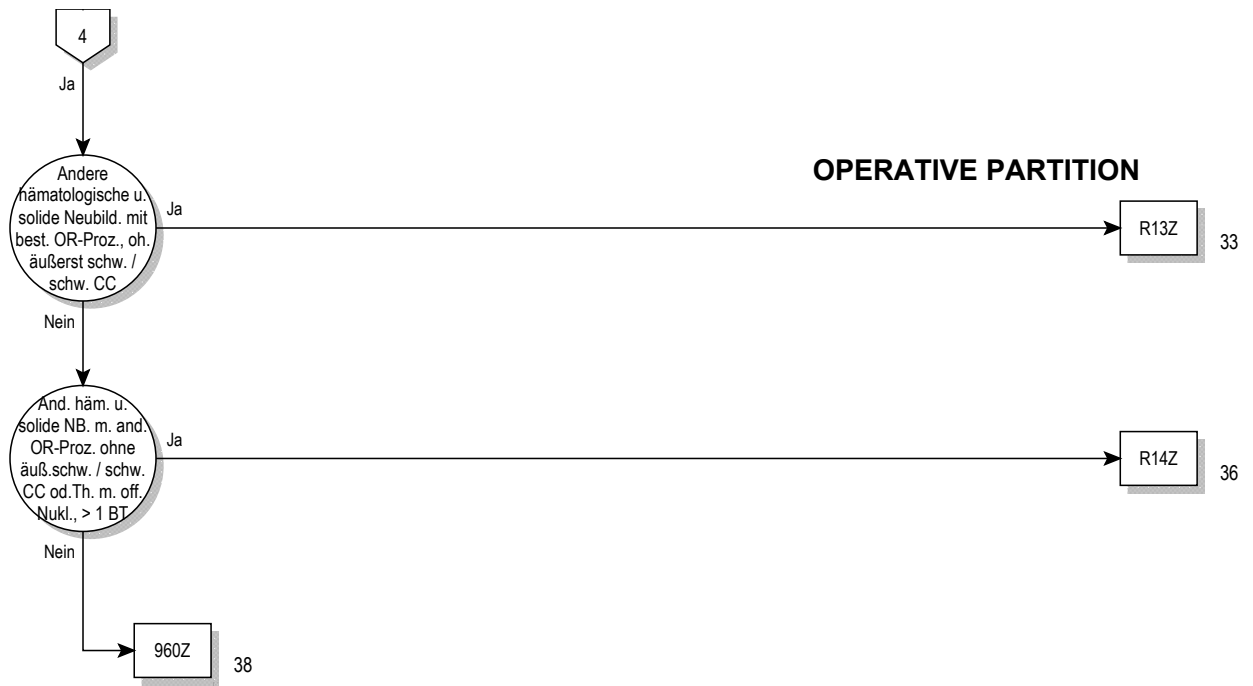 4
Ja
OPERATIVE PARTITION
Andere
hämatologische u.
solide Neubild. mit
best. OR-Proz., oh.
äußerst schw. /
schw. CC
Ja
R13Z
33
Nein
And. häm. u.
solide NB. m. and.
OR-Proz. ohne
äuß.schw. / schw.
CC od.Th. m. off.
Nukl., > 1 BT
Ja
R14Z
36
Nein
960Z
38